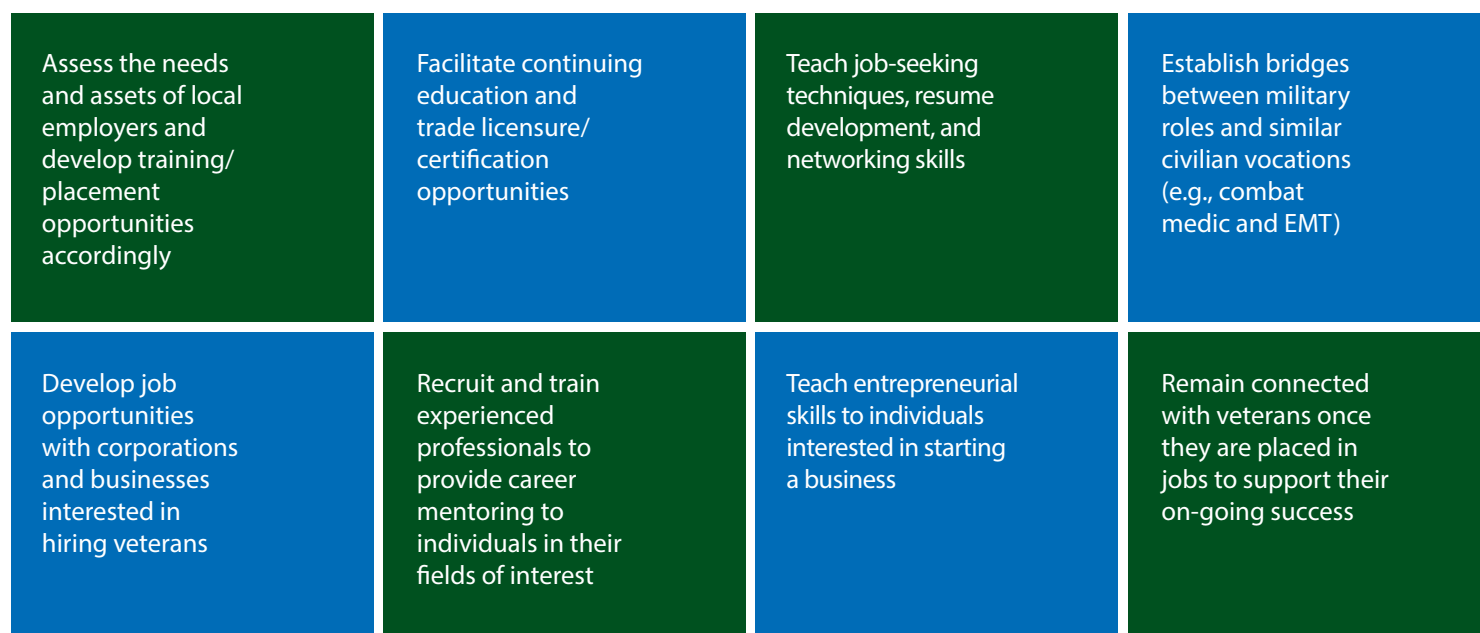 Assess the needs
and assets of local
employers and
develop training/
placement
opportunities
accordingly
Facilitate continuing
education and
trade licensure/
certification
opportunities
Teach job-seeking
techniques, resume
development, and
networking skills
Establish bridges
between military
roles and similar
civilian vocations
(e.g., combat
medic and EMT)
Develop job
opportunities
with corporations
and businesses
interested in
hiring veterans
Recruit and train
experienced
professionals to
provide career
mentoring to
individuals in their
fields of interest
Teach entrepreneurial
skills to individuals
interested in starting
a business
Remain connected
with veterans once
they are placed in
jobs to support their
on-going success